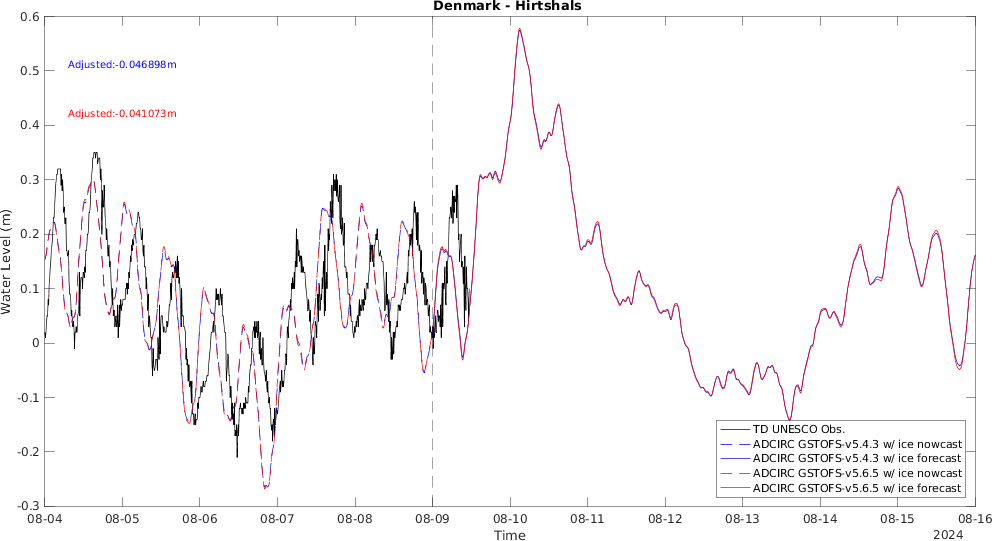 Denmark - Hirtshals
0.6
0.5
0.4
0.3
0.2
0.1
0
-0.1
-0.2
-0.3
Water Level (m)
Adjusted:-0.046898m
Adjusted:-0.041073m
TD UNESCO Obs.
ADCIRC GSTOFS-v5.4.3 w/ ice nowcast
ADCIRC GSTOFS-v5.4.3 w/ ice forecast
ADCIRC GSTOFS-v5.6.5 w/ ice nowcast
ADCIRC GSTOFS-v5.6.5 w/ ice forecast
08-04 08-05 08-06 08-07 08-08 08-09 08-10 08-11 08-12 08-13 08-14 08-15 08-16
Time
2024